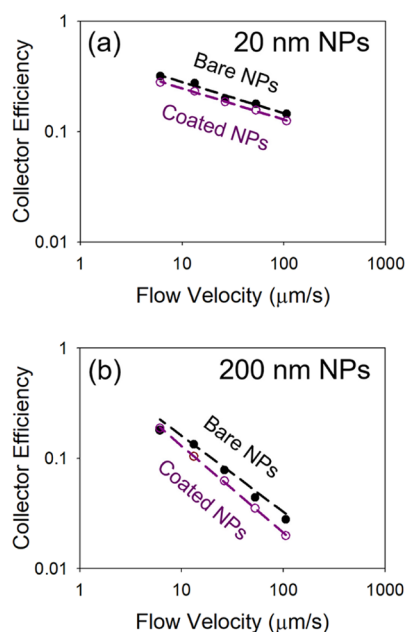 (a)
20 nm NPs
Collector Efficiency
1
0.1
0.01
Bare NPs
Coated NPs
1
10
100
1000
Flow Velocity (μm/s)
(b)
200 nm NPs
Collector Efficiency
1
0.1
0.01
Bare NPs
Coated NPs
1
10
100
1000
Flow Velocity (μm/s)